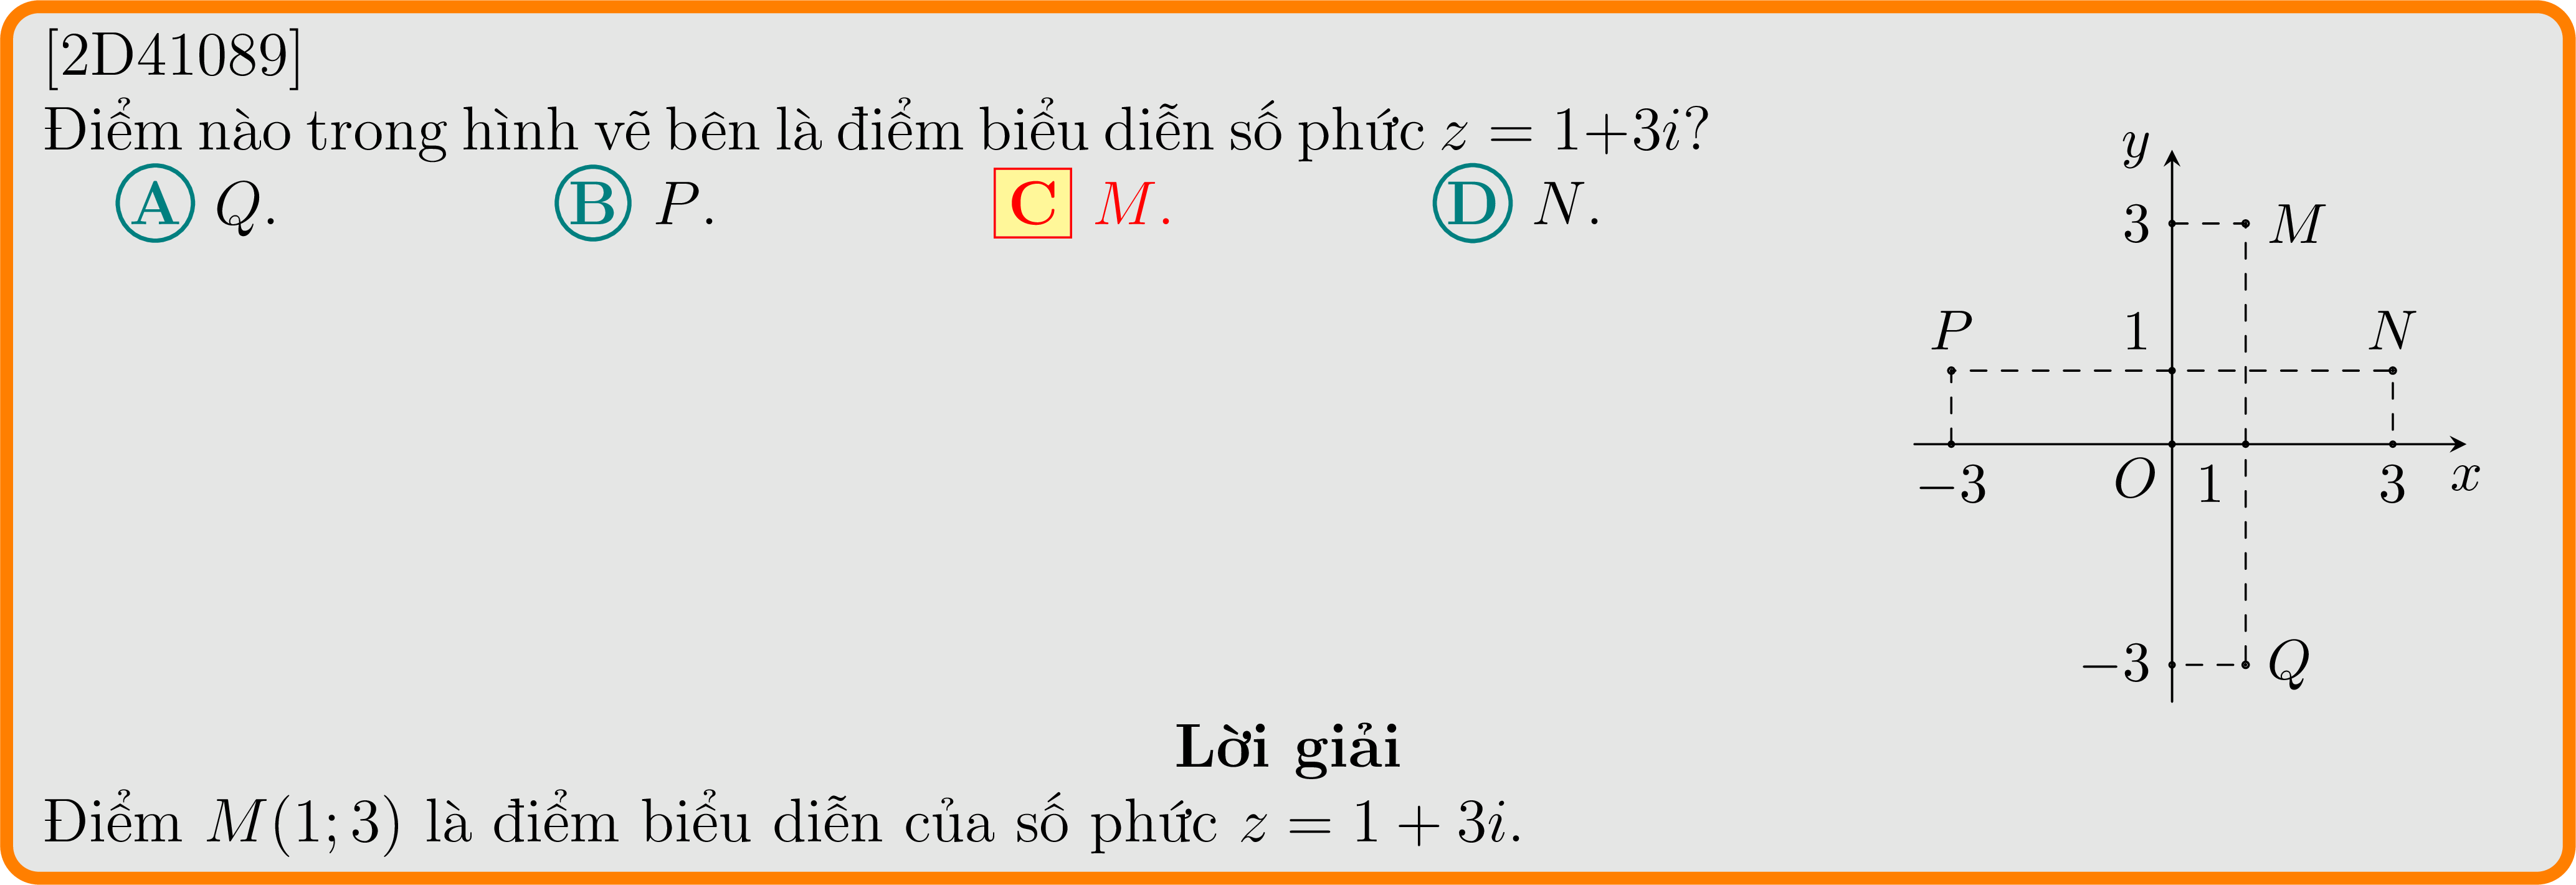 [2D41089]
Điểm nào trong hình vẽ bên là điểm biểu diễn số phức z = 1+3i?
A Q.
B P.
C M.
D N.
y
3 M
P 1 N
−3 O 1 3 x
−3 Q
Lời giải
Điểm M(1; 3) là điểm biểu diễn của số phức z = 1 + 3i.